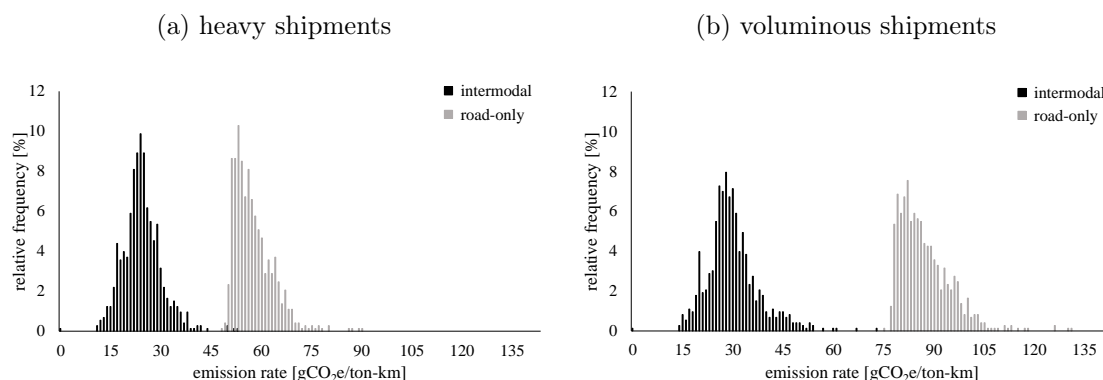 (a) heavy shipments
12
10
8
6
4
2
0
relative frequency [%]
intermodal
road-only
0 15 30 45 60 75 90 105 120 135
emission rate [gCO₂e/ton-km]
(b) voluminous shipments
12
10
8
6
4
2
0
relative frequency [%]
intermodal
road-only
0 15 30 45 60 75 90 105 120 135
emission rate [gCO₂e/ton-km]